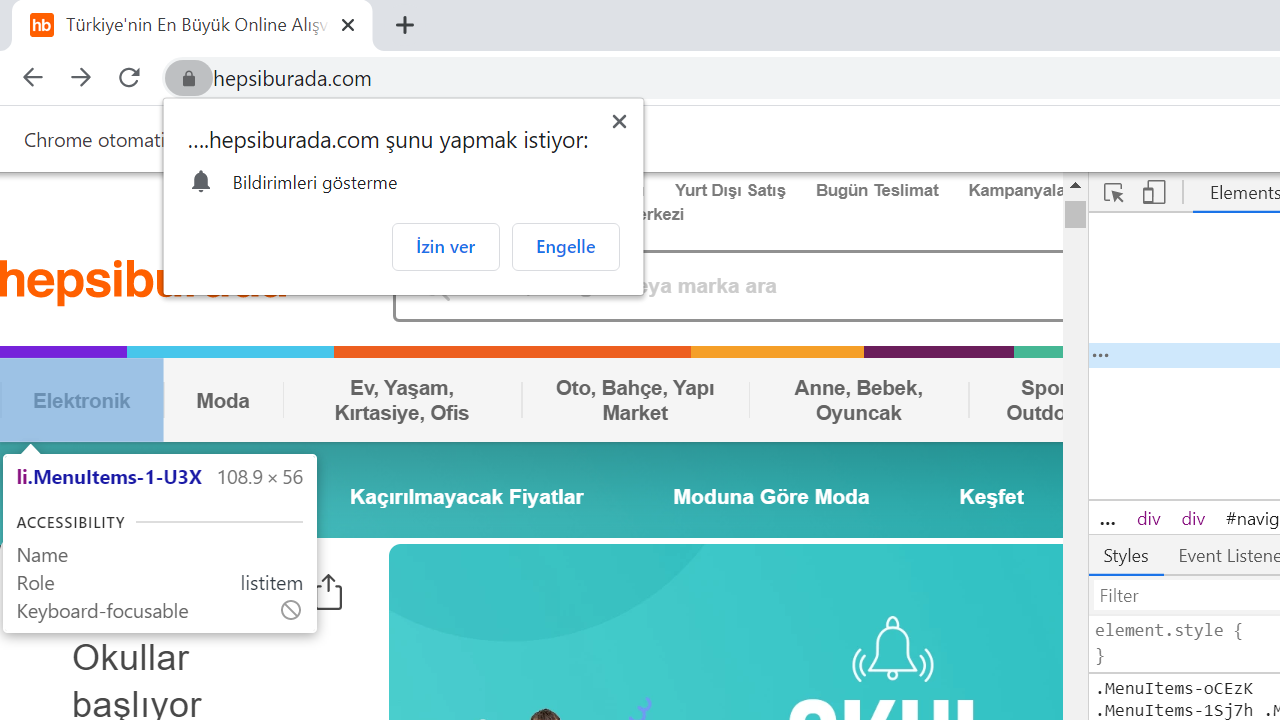 hb Türkiye'nin En Büyük Online Alışv
hepsiburada.com
Chrome otomati
….hepsiburada.com şunu yapmak istiyor:
Bildirimleri gösterme
İzin ver Engelle
Yurt Dışı Satış Bugün Teslimat Kampanyala
erkezi
Elements
hepsiburada
marka ara
Elektronik
Moda
Ev, Yaşam,
Kırtasiye, Ofis
Oto, Bahçe, Yapı
Market
Anne, Bebek,
Oyuncak
Spor
Outdo
li.MenuItems-1-U3X 108.9 × 56
ACCESSIBILITY
Name
Role listitem
Keyboard-focusable
Kaçırılmayacak Fiyatlar Moduna Göre Moda Keşfet
Okullar
başlıyor
OKUL
... div div #navig
Styles Event Listene
Filter
element.style {
}
.MenuItems-oCEzK
.MenuItems-1Sj7h .M